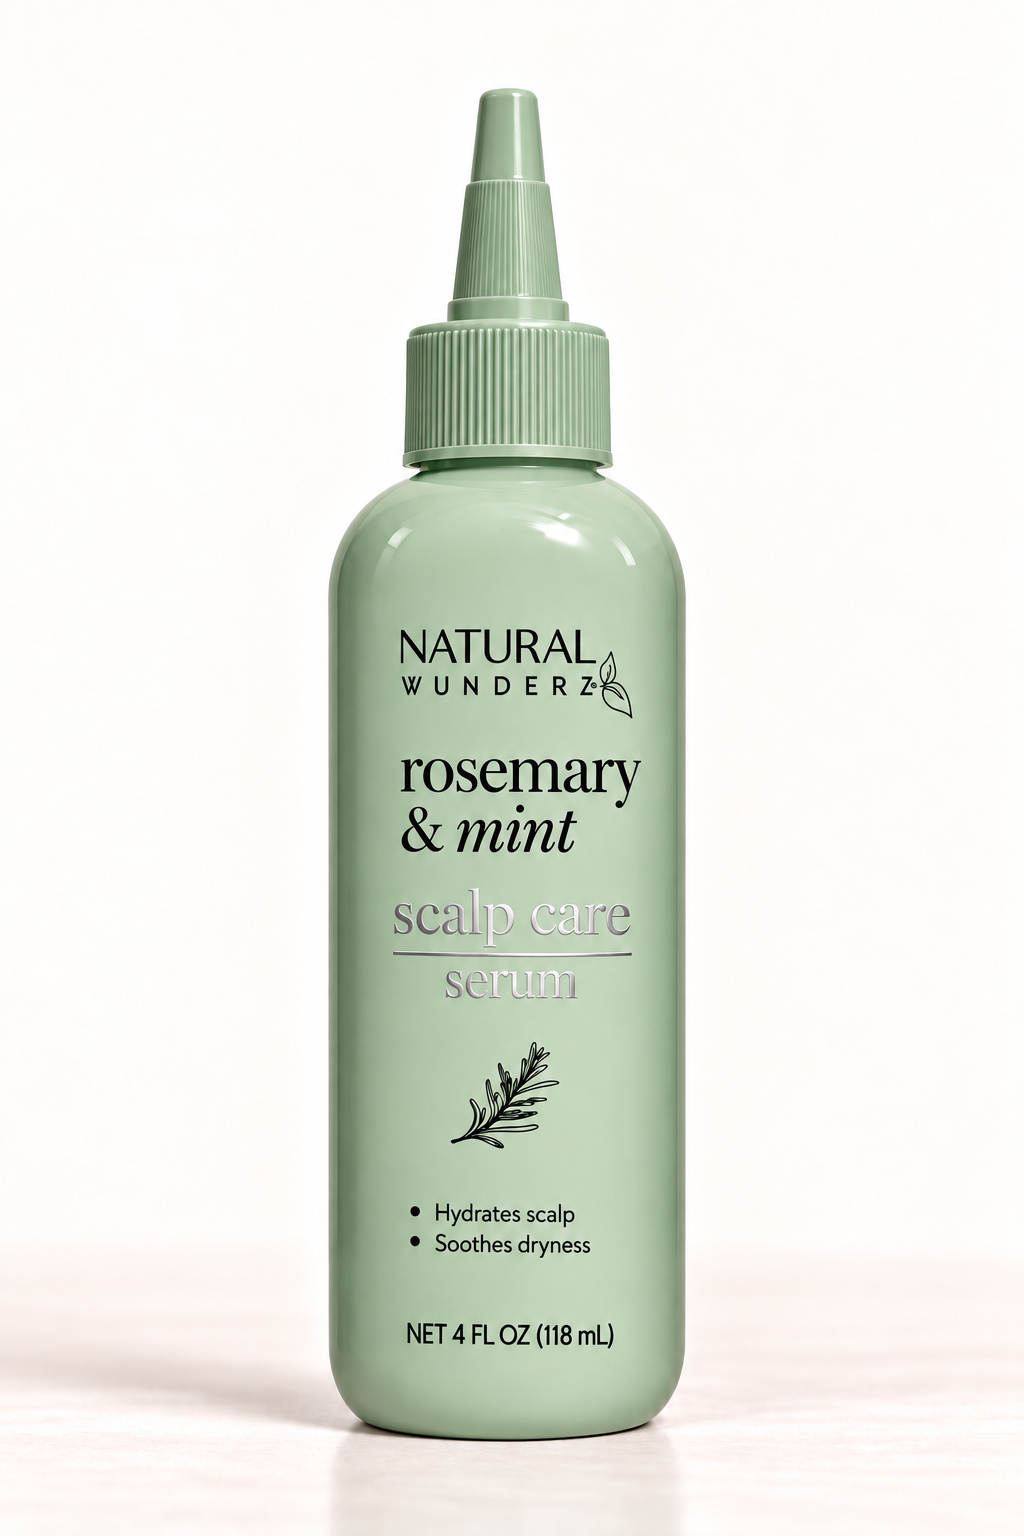 NATURAL
WUNDERZ®
rosemary
& mint
scalp care
serum
• Hydrates scalp
• Soothes dryness
NET 4 FL OZ (118 mL)